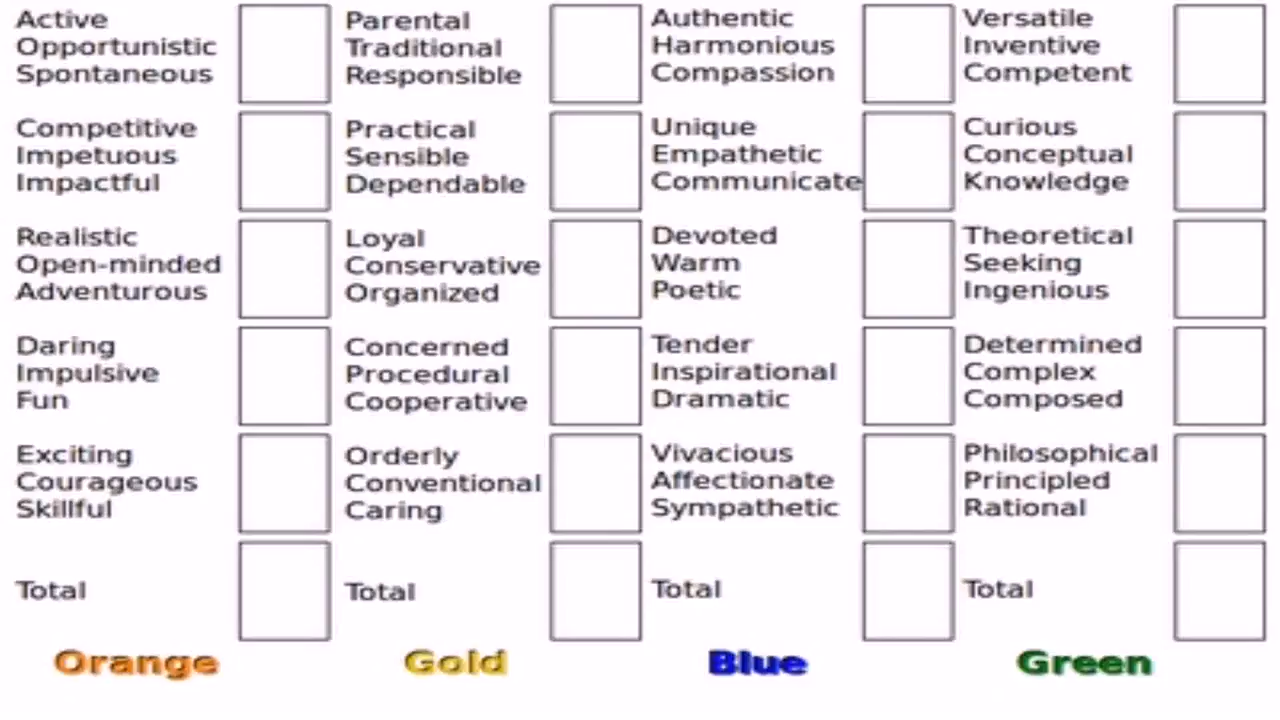 Active
Opportunistic
Spontaneous
Parental
Traditional
Responsible
Authentic
Harmonious
Compassion
Versatile
Inventive
Competent
Competitive
Impetuous
Impactful
Practical
Sensible
Dependable
Unique
Empathetic
Communicate
Curious
Conceptual
Knowledge
Realistic
Open-minded
Adventurous
Loyal
Conservative
Organized
Devoted
Warm
Poetic
Theoretical
Seeking
Ingenious
Daring
Impulsive
Fun
Concerned
Procedural
Cooperative
Tender
Inspirational
Dramatic
Determined
Complex
Composed
Exciting
Courageous
Skillful
Orderly
Conventional
Caring
Vivacious
Affectionate
Sympathetic
Philosophical
Principled
Rational
Total
Total
Total
Total
Orange
Gold
Blue
Green